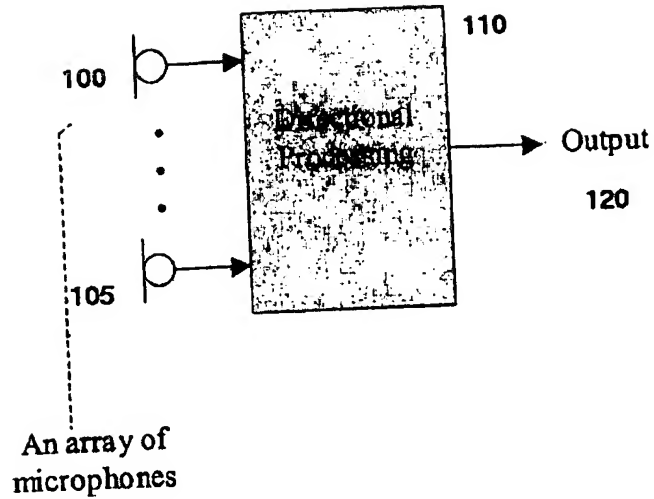 110
100
Directional
Processing
Output
120
105
An array of
microphones